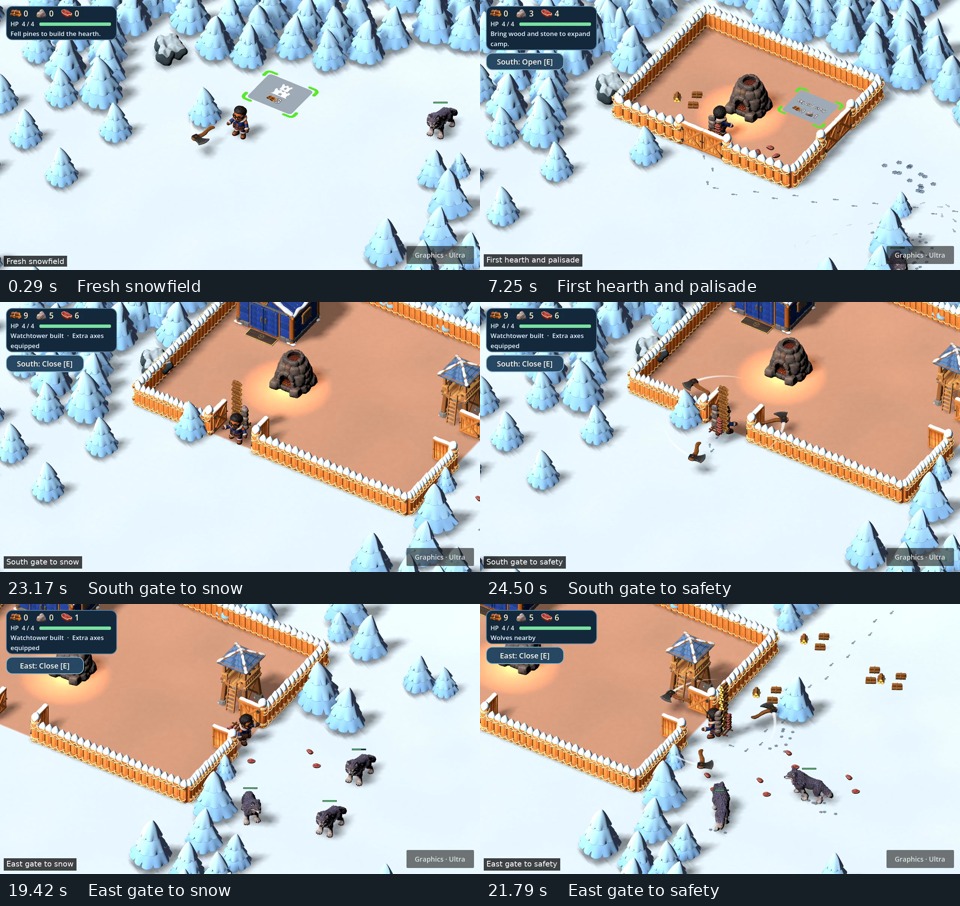 0 0 0
HP 4/4
Fell pines to build the hearth.
Fresh snowfield
Graphics · Ultra
0.29 s Fresh snowfield
0 3 4
HP 4/4
Bring wood and stone to expand
camp.
South: Open [E]
First hearth and palisade
Graphics · Ultra
7.25 s First hearth and palisade
9 5 6
HP 4/4
Watchtower built · Extra axes
equipped
South: Close [E]
South gate to snow
Graphics · Ultra
23.17 s South gate to snow
9 5 6
HP 4/4
Watchtower built · Extra axes
equipped
South: Close [E]
South gate to safety
Graphics · Ultra
24.50 s South gate to safety
0 0 1
HP 4/4
Watchtower built · Extra axes
equipped
East: Close [E]
East gate to snow
Graphics · Ultra
19.42 s East gate to snow
9 5 6
HP 4/4
Wolves nearby
East: Close [E]
East gate to safety
Graphics · Ultra
21.79 s East gate to safety